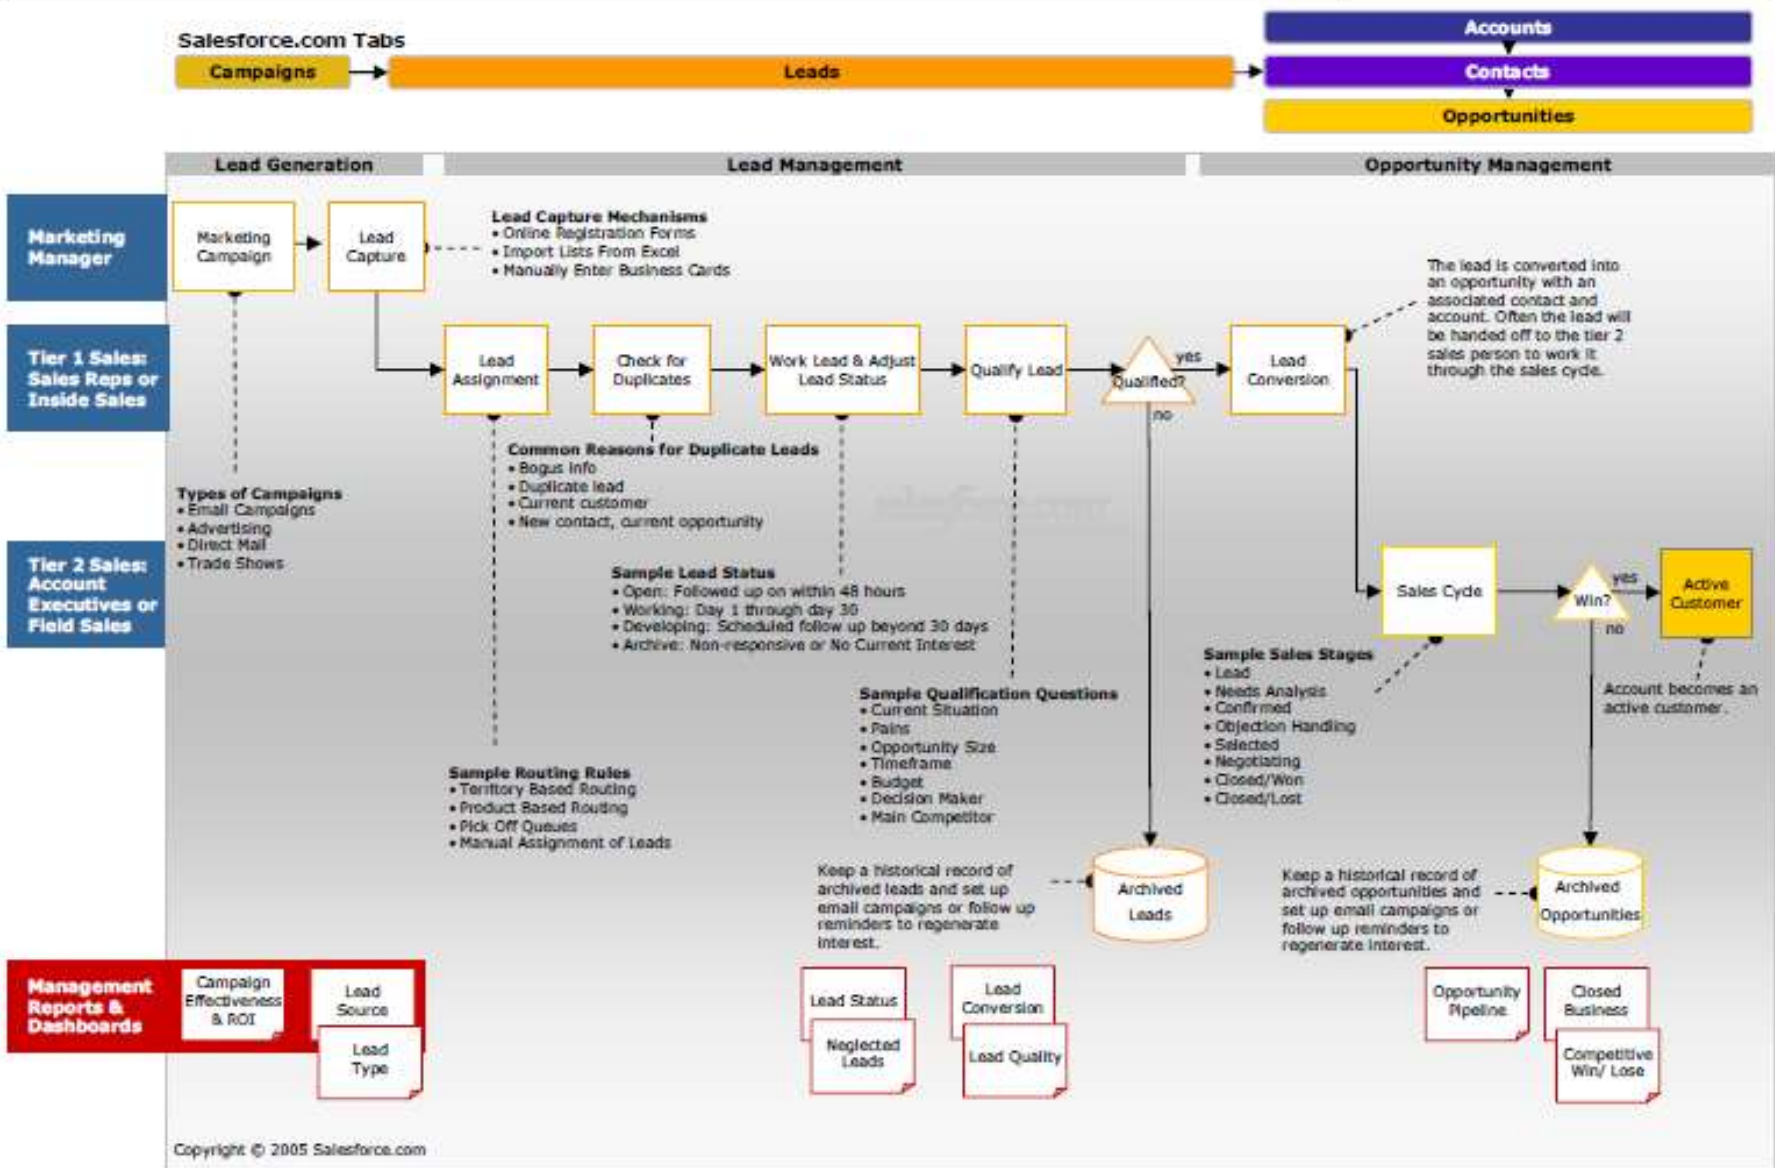 Salesforce.com Tabs
Campaigns
Leads
Accounts
Contacts
Opportunities
Lead Generation
Lead Management
Opportunity Management
Marketing
Manager
Marketing
Campaign
Lead
Capture
Lead Capture Mechanisms
• Online Registration Forms
• Import Lists From Excel
• Manually Enter Business Cards
The lead is converted into
an opportunity with an
associated contact and
account. Often the lead will
be handed off to the tier 2
sales person to work it
through the sales cycle.
Tier 1 Sales:
Sales Reps or
Inside Sales
Lead
Assignment
Check for
Duplicates
Work Lead & Adjust
Lead Status
Qualify Lead
Qualified?
yes
no
Lead
Conversion
Common Reasons for Duplicate Leads
• Bogus info
• Duplicate lead
• Current customer
• New contact, current opportunity
Types of Campaigns
• Email Campaigns
• Advertising
• Direct Mail
• Trade Shows
salesforce.com
Tier 2 Sales:
Account
Executives or
Field Sales
Sample Lead Status
• Open: Followed up on within 48 hours
• Working: Day 1 through day 30
• Developing: Scheduled follow up beyond 30 days
• Archive: Non-responsive or No Current Interest
Sales Cycle
Win?
yes
no
Active
Customer
Sample Sales Stages
• Lead
• Needs Analysis
• Confirmed
• Objection Handling
• Selected
• Negotiating
• Closed/Won
• Closed/Lost
Account becomes an
active customer.
Sample Qualification Questions
• Current Situation
• Pains
• Opportunity Size
• Timeframe
• Budget
• Decision Maker
• Main Competitor
Sample Routing Rules
• Territory Based Routing
• Product Based Routing
• Pick Off Queues
• Manual Assignment of Leads
Keep a historical record of
archived leads and set up
email campaigns or follow up
reminders to regenerate
interest.
Archived
Leads
Keep a historical record of
archived opportunities and
set up email campaigns or
follow up reminders to
regenerate interest.
Archived
Opportunities
Management
Reports &
Dashboards
Campaign
Effectiveness
& ROI
Lead
Source
Lead
Type
Lead Status
Neglected
Leads
Lead
Conversion
Lead Quality
Opportunity
Pipeline
Closed
Business
Competitive
Win/ Lose
Copyright © 2005 Salesforce.com